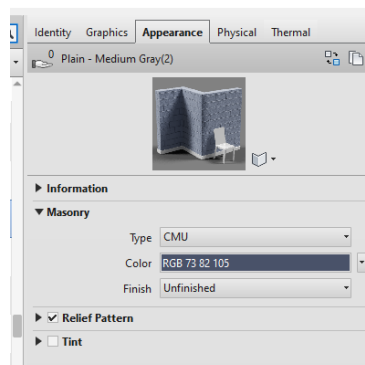 Identity Graphics Appearance Physical Thermal
0 Plain - Medium Gray(2)
Information
Masonry
Type CMU
Color RGB 73 82 105
Finish Unfinished
Relief Pattern
Tint